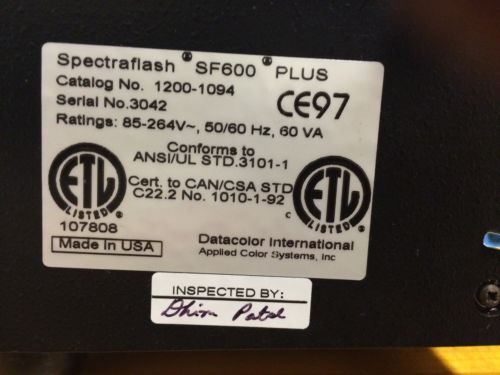 Spectraflash SF600 PLUS
Catalog No. 1200-1094
Serial No.3042
CE97
Ratings: 85-264V~, 50/60 Hz, 60 VA
Conforms to
ANSI/UL STD.3101-1
ETL
LISTED
Cert. to CAN/CSA STD
C22.2 No. 1010-1-92
c
ETL
LISTED
107808
Made in USA
Datacolor International
Applied Color Systems, Inc
INSPECTED BY:
Patel